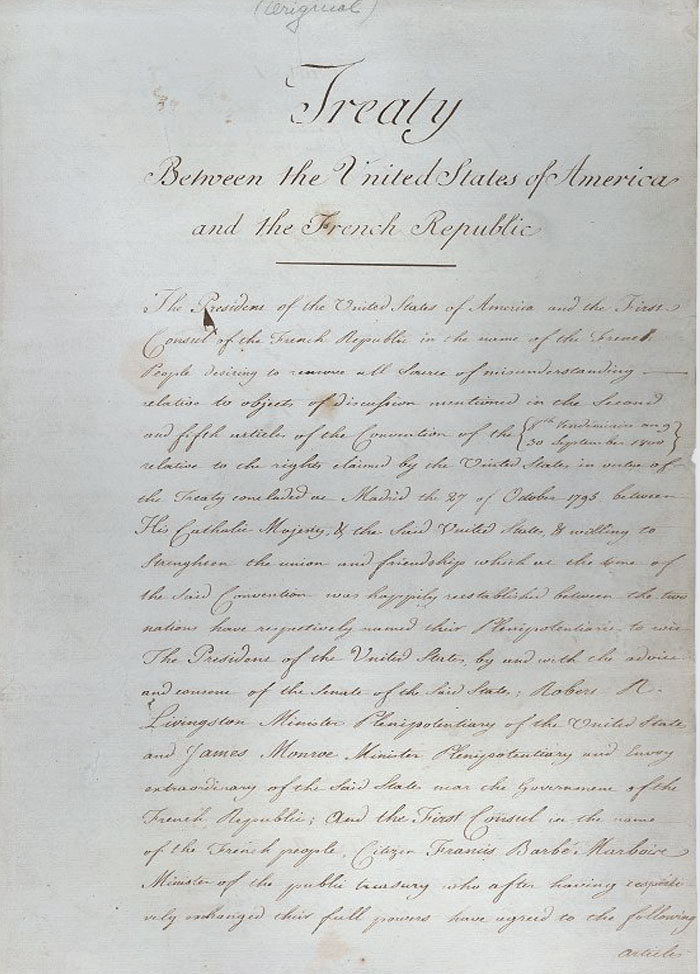 (Original)
Treaty
Between the United States of America
and the French Republic
The President of the United States of America and the First
Consul of the French Republic in the name of the French
People desiring to remove all Source of misunderstanding
relative to objects of discussion mentioned in the Second
and fifth articles of the Convention of the {8th Vendémiaire an 9
30 September 1800}
relative to the rights claimed by the United States in virtue of
the Treaty concluded at Madrid the 27 of October 1795 between
His Catholic Majesty, & the Said United States, & willing to
Strengthen the union and friendship which at the time of
the Said Convention was happily reestablished between the two
nations have respectively named their Plenipotentiaries to wit
The President of the United States, by and with the advice
and consent of the Senate of the Said States; Robert R.
Livingston Minister Plenipotentiary of the United States
and James Monroe Minister Plenipotentiary and Envoy
extraordinary of the Said States near the Government of the
French Republic; And the First Consul in the name
of the French people, Citizen Francis Barbé Marbois
Minister of the public treasury who after having respecti-
vely exchanged their full powers have agreed to the following
articles